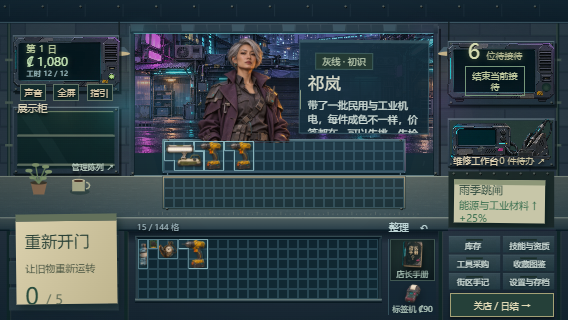 第 1 日
₡ 1,080
工时 12 / 12
声音
全屏
指引
展示柜
管理陈列 ↗
灰线 · 初识
祁岚
带了一批民用与工业机
电，每件成色不一样，价
6 位待接待
结束当前接
待
维修工作台 0 件待办 ↗
雨季跳闸
能源与工业材料 ↑
+25%
重新开门
让旧物重新运转
0 / 5
15 / 144 格
整理
店长手册
标签机 ₡90
库存
技能与资质
工具采购
收藏图鉴
街区手记
设置与存档
关店 / 日结 →